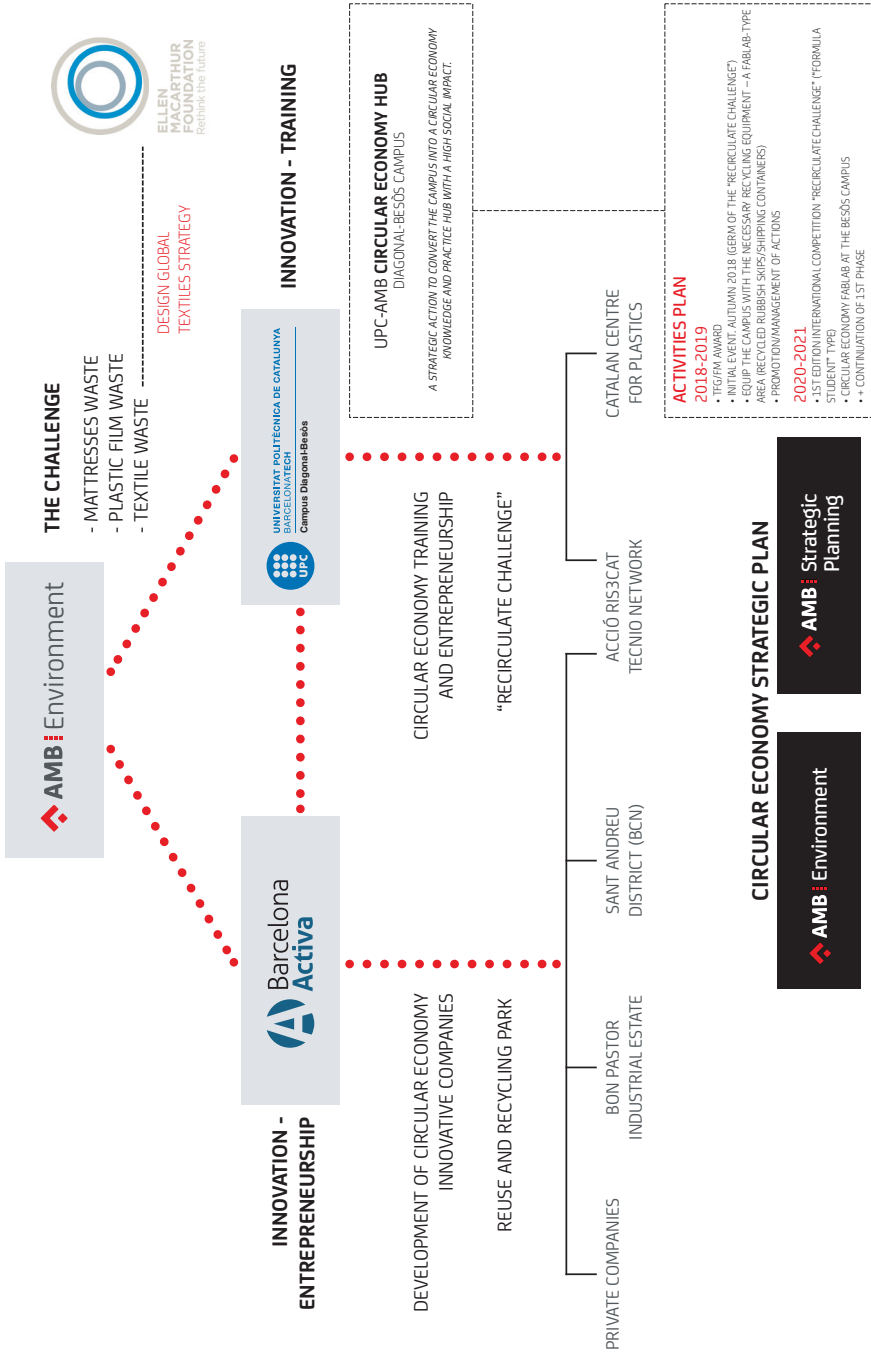 AMB Environment
THE CHALLENGE
- MATTRESSES WASTE
- PLASTIC FILM WASTE
- TEXTILE WASTE
DESIGN GLOBAL
TEXTILES STRATEGY
ELLEN
MACARTHUR
FOUNDATION
Rethink the future
INNOVATION -
ENTREPRENEURSHIP
Barcelona
Activa
UPC
UNIVERSITAT POLITÈCNICA DE CATALUNYA
BARCELONATECH
Campus Diagonal-Besòs
INNOVATION - TRAINING
DEVELOPMENT OF CIRCULAR ECONOMY
INNOVATIVE COMPANIES
REUSE AND RECYCLING PARK
CIRCULAR ECONOMY TRAINING
AND ENTREPRENEURSHIP
“RECIRCULATE CHALLENGE”
UPC-AMB CIRCULAR ECONOMY HUB
DIAGONAL-BESÒS CAMPUS
A STRATEGIC ACTION TO CONVERT THE CAMPUS INTO A CIRCULAR ECONOMY
KNOWLEDGE AND PRACTICE HUB WITH A HIGH SOCIAL IMPACT.
PRIVATE COMPANIES
BON PASTOR
INDUSTRIAL ESTATE
SANT ANDREU
DISTRICT (BCN)
ACCIÓ RIS3CAT
TECNIO NETWORK
CATALAN CENTRE
FOR PLASTICS
ACTIVITIES PLAN
2018-2019
• TFG/FM AWARD
• INITIAL EVENT. AUTUMN 2018 (GERM OF THE “RECIRCULATE CHALLENGE”)
• EQUIP THE CAMPUS WITH THE NECESSARY RECYCLING EQUIPMENT – A FABLAB-TYPE
AREA (RECYCLED RUBBISH SKIPS/SHIPPING CONTAINERS)
• PROMOTION/MANAGEMENT OF ACTIONS
2020-2021
• 1ST EDITION INTERNATIONAL COMPETITION “RECIRCULATE CHALLENGE” (“FORMULA
STUDENT” TYPE)
• CIRCULAR ECONOMY FABLAB AT THE BESÒS CAMPUS
• + CONTINUATION OF 1ST PHASE
CIRCULAR ECONOMY STRATEGIC PLAN
AMB Environment
AMB Strategic
Planning